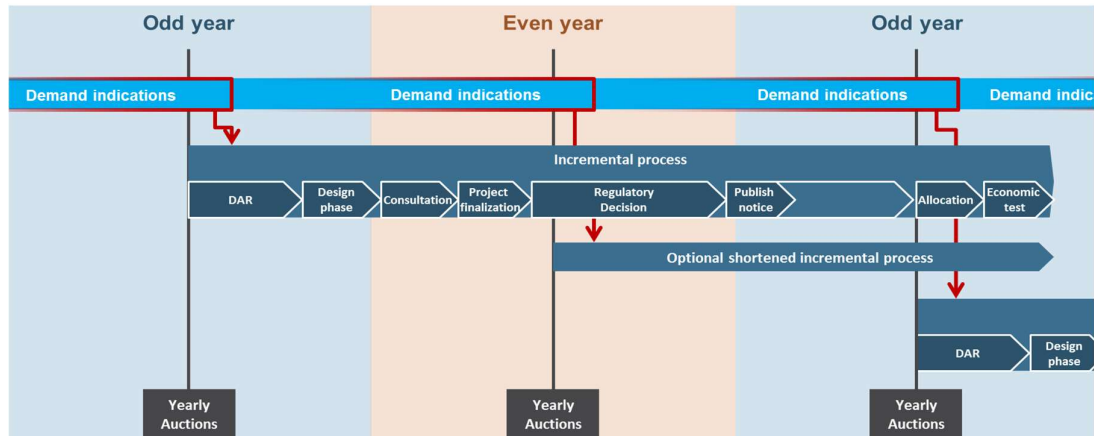 Odd year
Even year
Odd year
Demand indications
Demand indications
Demand indications
Demand indic
Incremental process
DAR
Design
phase
Consultation
Project
finalization
Regulatory
Decision
Publish
notice
Allocation
Economic
test
Optional shortened incremental process
DAR
Design
phase
Yearly
Auctions
Yearly
Auctions
Yearly
Auctions